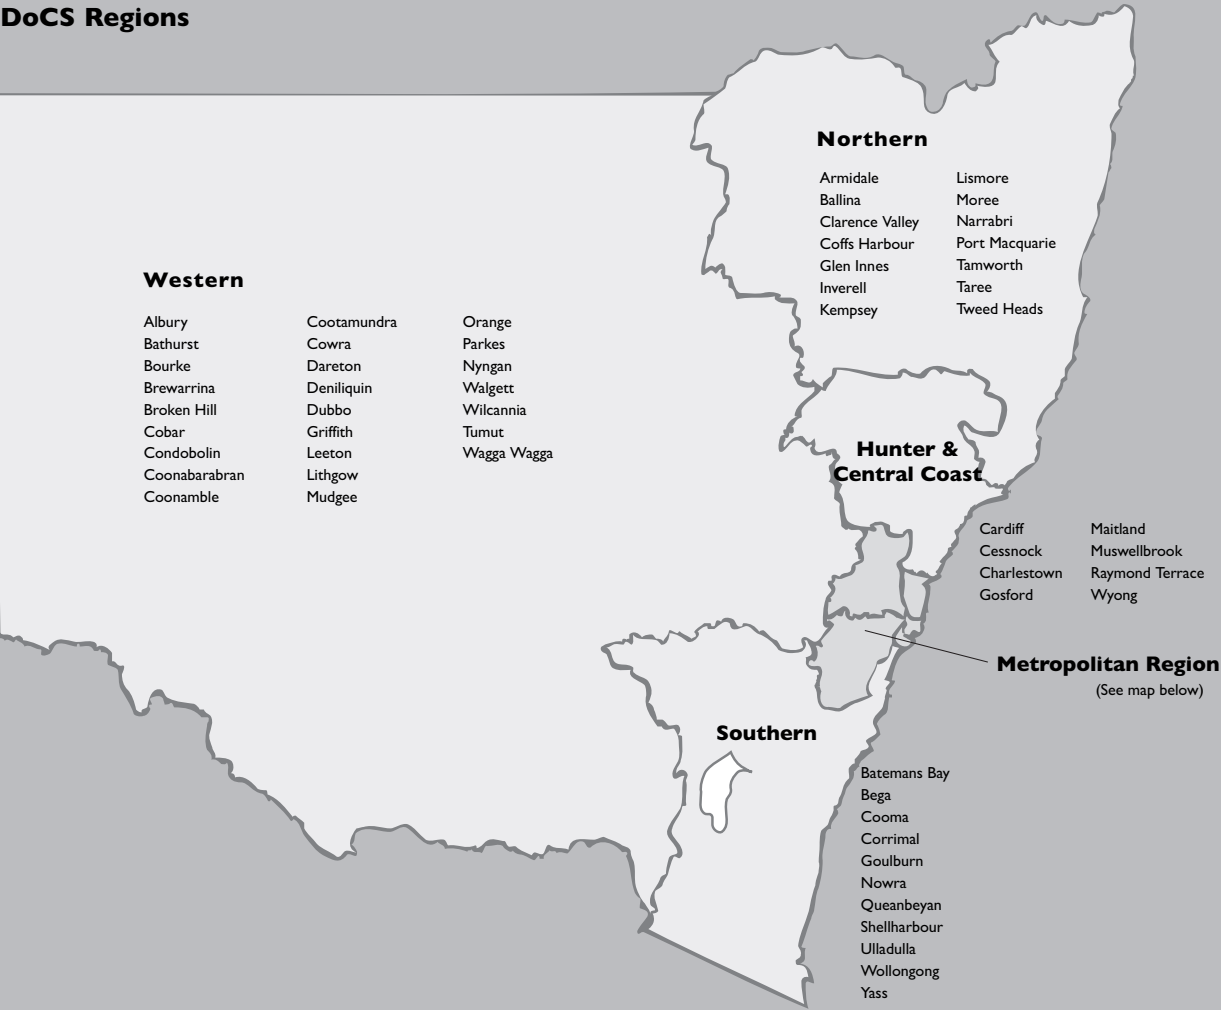 DoCS Regions
Northern
Armidale
Ballina
Clarence Valley
Coffs Harbour
Glen Innes
Inverell
Kempsey
Lismore
Moree
Narrabri
Port Macquarie
Tamworth
Taree
Tweed Heads
Western
Albury
Bathurst
Bourke
Brewarrina
Broken Hill
Cobar
Condobolin
Coonabarabran
Coonamble
Cootamundra
Cowra
Dareton
Deniliquin
Dubbo
Griffith
Leeton
Lithgow
Mudgee
Orange
Parkes
Nyngan
Walgett
Wilcannia
Tumut
Wagga Wagga
Hunter &
Central Coast
Cardiff
Cessnock
Charlestown
Gosford
Maitland
Muswellbrook
Raymond Terrace
Wyong
Metropolitan Region
(See map below)
Southern
Batemans Bay
Bega
Cooma
Corrimal
Goulburn
Nowra
Queanbeyan
Shellharbour
Ulladulla
Wollongong
Yass